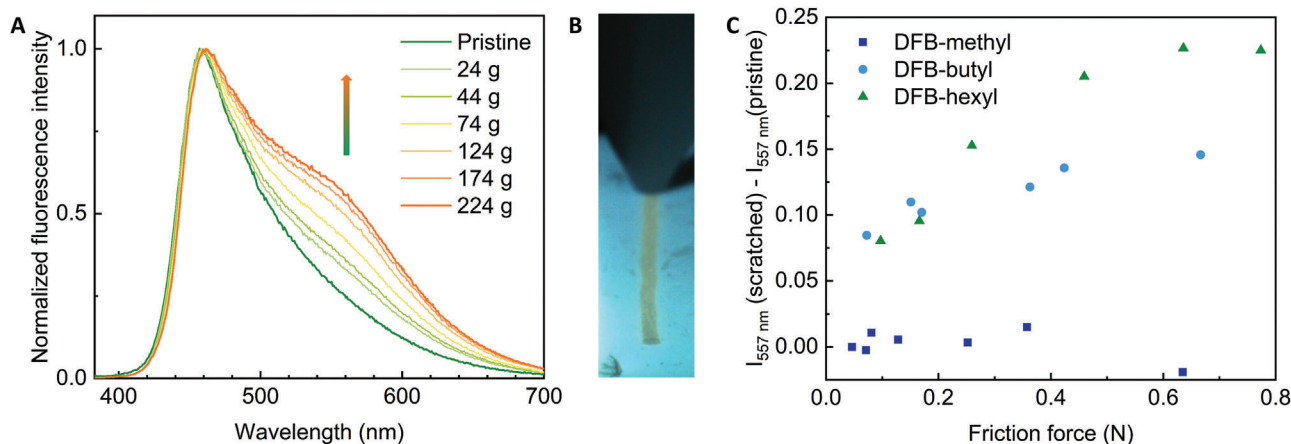 A
Normalized fluorescence intensity
1.0
0.5
0.0
400
500
600
700
Wavelength (nm)
Pristine
24 g
44 g
74 g
124 g
174 g
224 g
B
C
I557 nm (scratched) - I557 nm(pristine)
0.25
0.20
0.15
0.10
0.05
0.00
0.0
0.2
0.4
0.6
0.8
Friction force (N)
DFB-methyl
DFB-butyl
DFB-hexyl